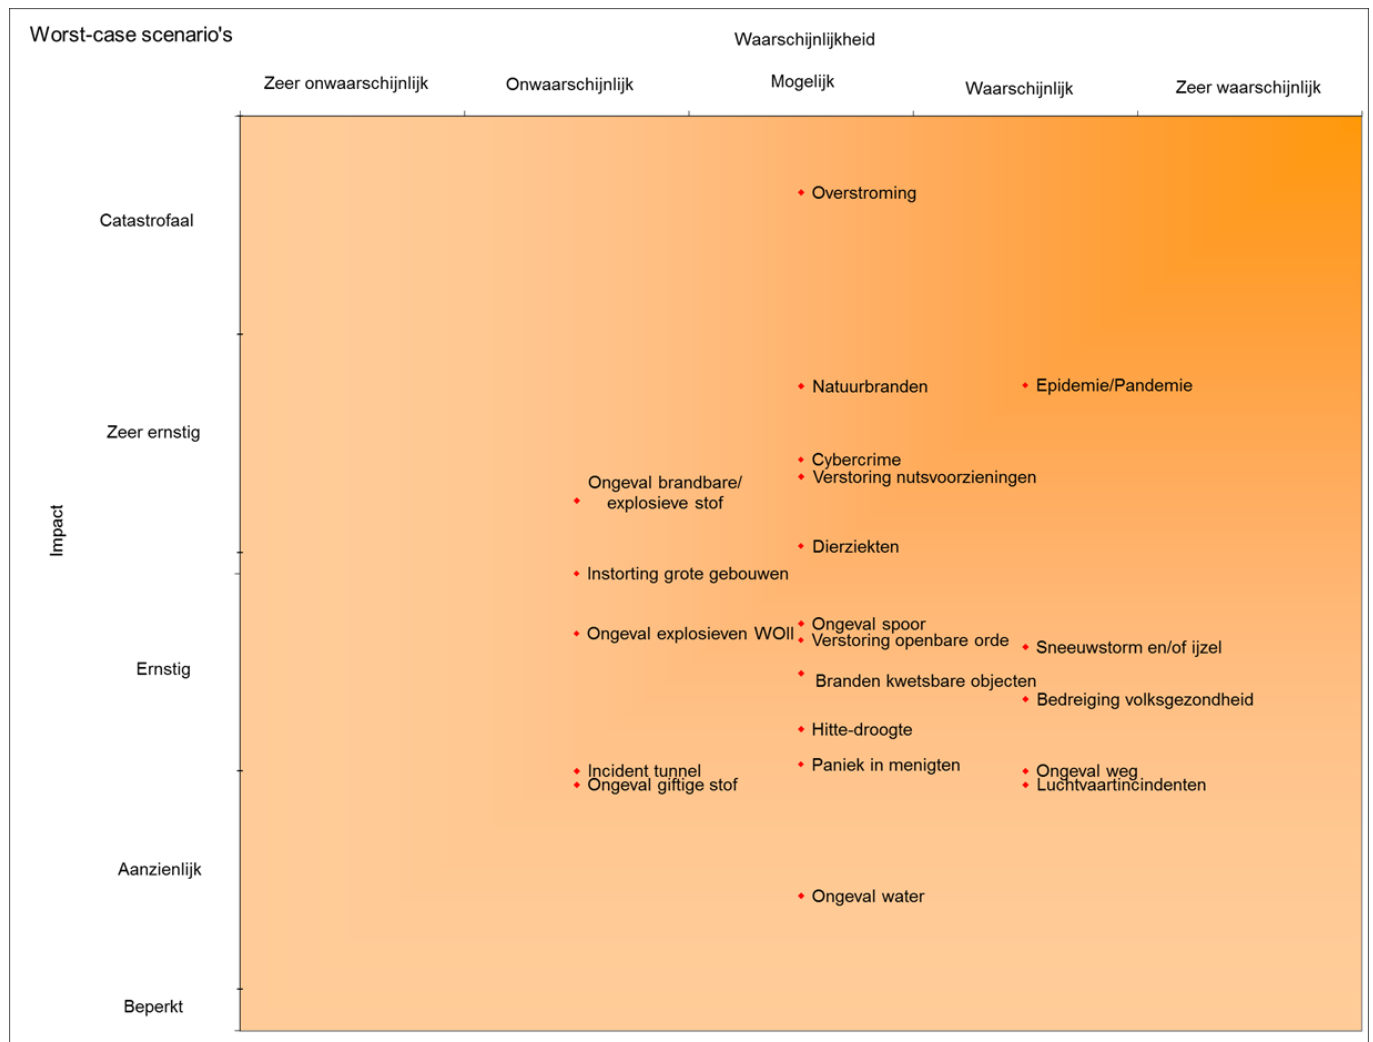 Worst-case scenario's
Waarschijnlijkheid
Zeer onwaarschijnlijk
Onwaarschijnlijk
Mogelijk
Waarschijnlijk
Zeer waarschijnlijk
Impact
Catastrofaal
Zeer ernstig
Ernstig
Aanzienlijk
Beperkt
Overstroming
Natuurbranden
Epidemie/Pandemie
Cybercrime
Verstoring nutsvoorzieningen
Ongeval brandbare/
explosieve stof
Dierziekten
Instorting grote gebouwen
Ongeval spoor
Ongeval explosieven WOII
Verstoring openbare orde
Sneeuwstorm en/of ijzel
Branden kwetsbare objecten
Bedreiging volksgezondheid
Hitte-droogte
Paniek in menigten
Incident tunnel
Ongeval weg
Ongeval giftige stof
Luchtvaartincindenten
Ongeval water